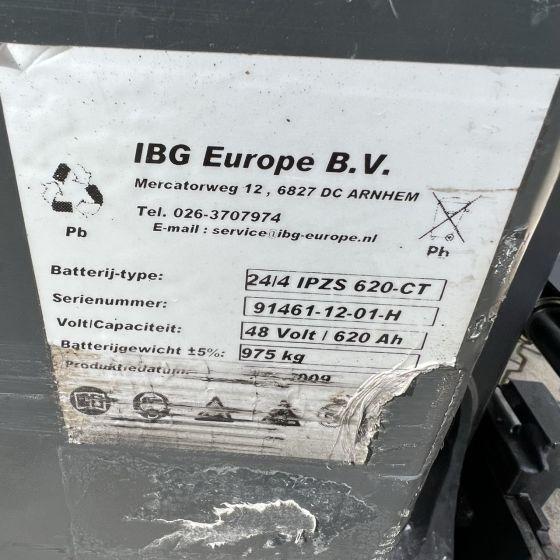 IBG Europe B.V.
Mercatorweg 12 , 6827 DC ARNHEM
Tel. 026-3707974
E-mail : service@ibg-europe.nl
Pb
Pb
Batterij-type: 24/4 IPZS 620-CT
Serienummer: 91461-12-01-H
Volt/Capaciteit: 48 Volt / 620 Ah
Batterijgewicht ±5%: 975 kg
Produktiedatum: 2009